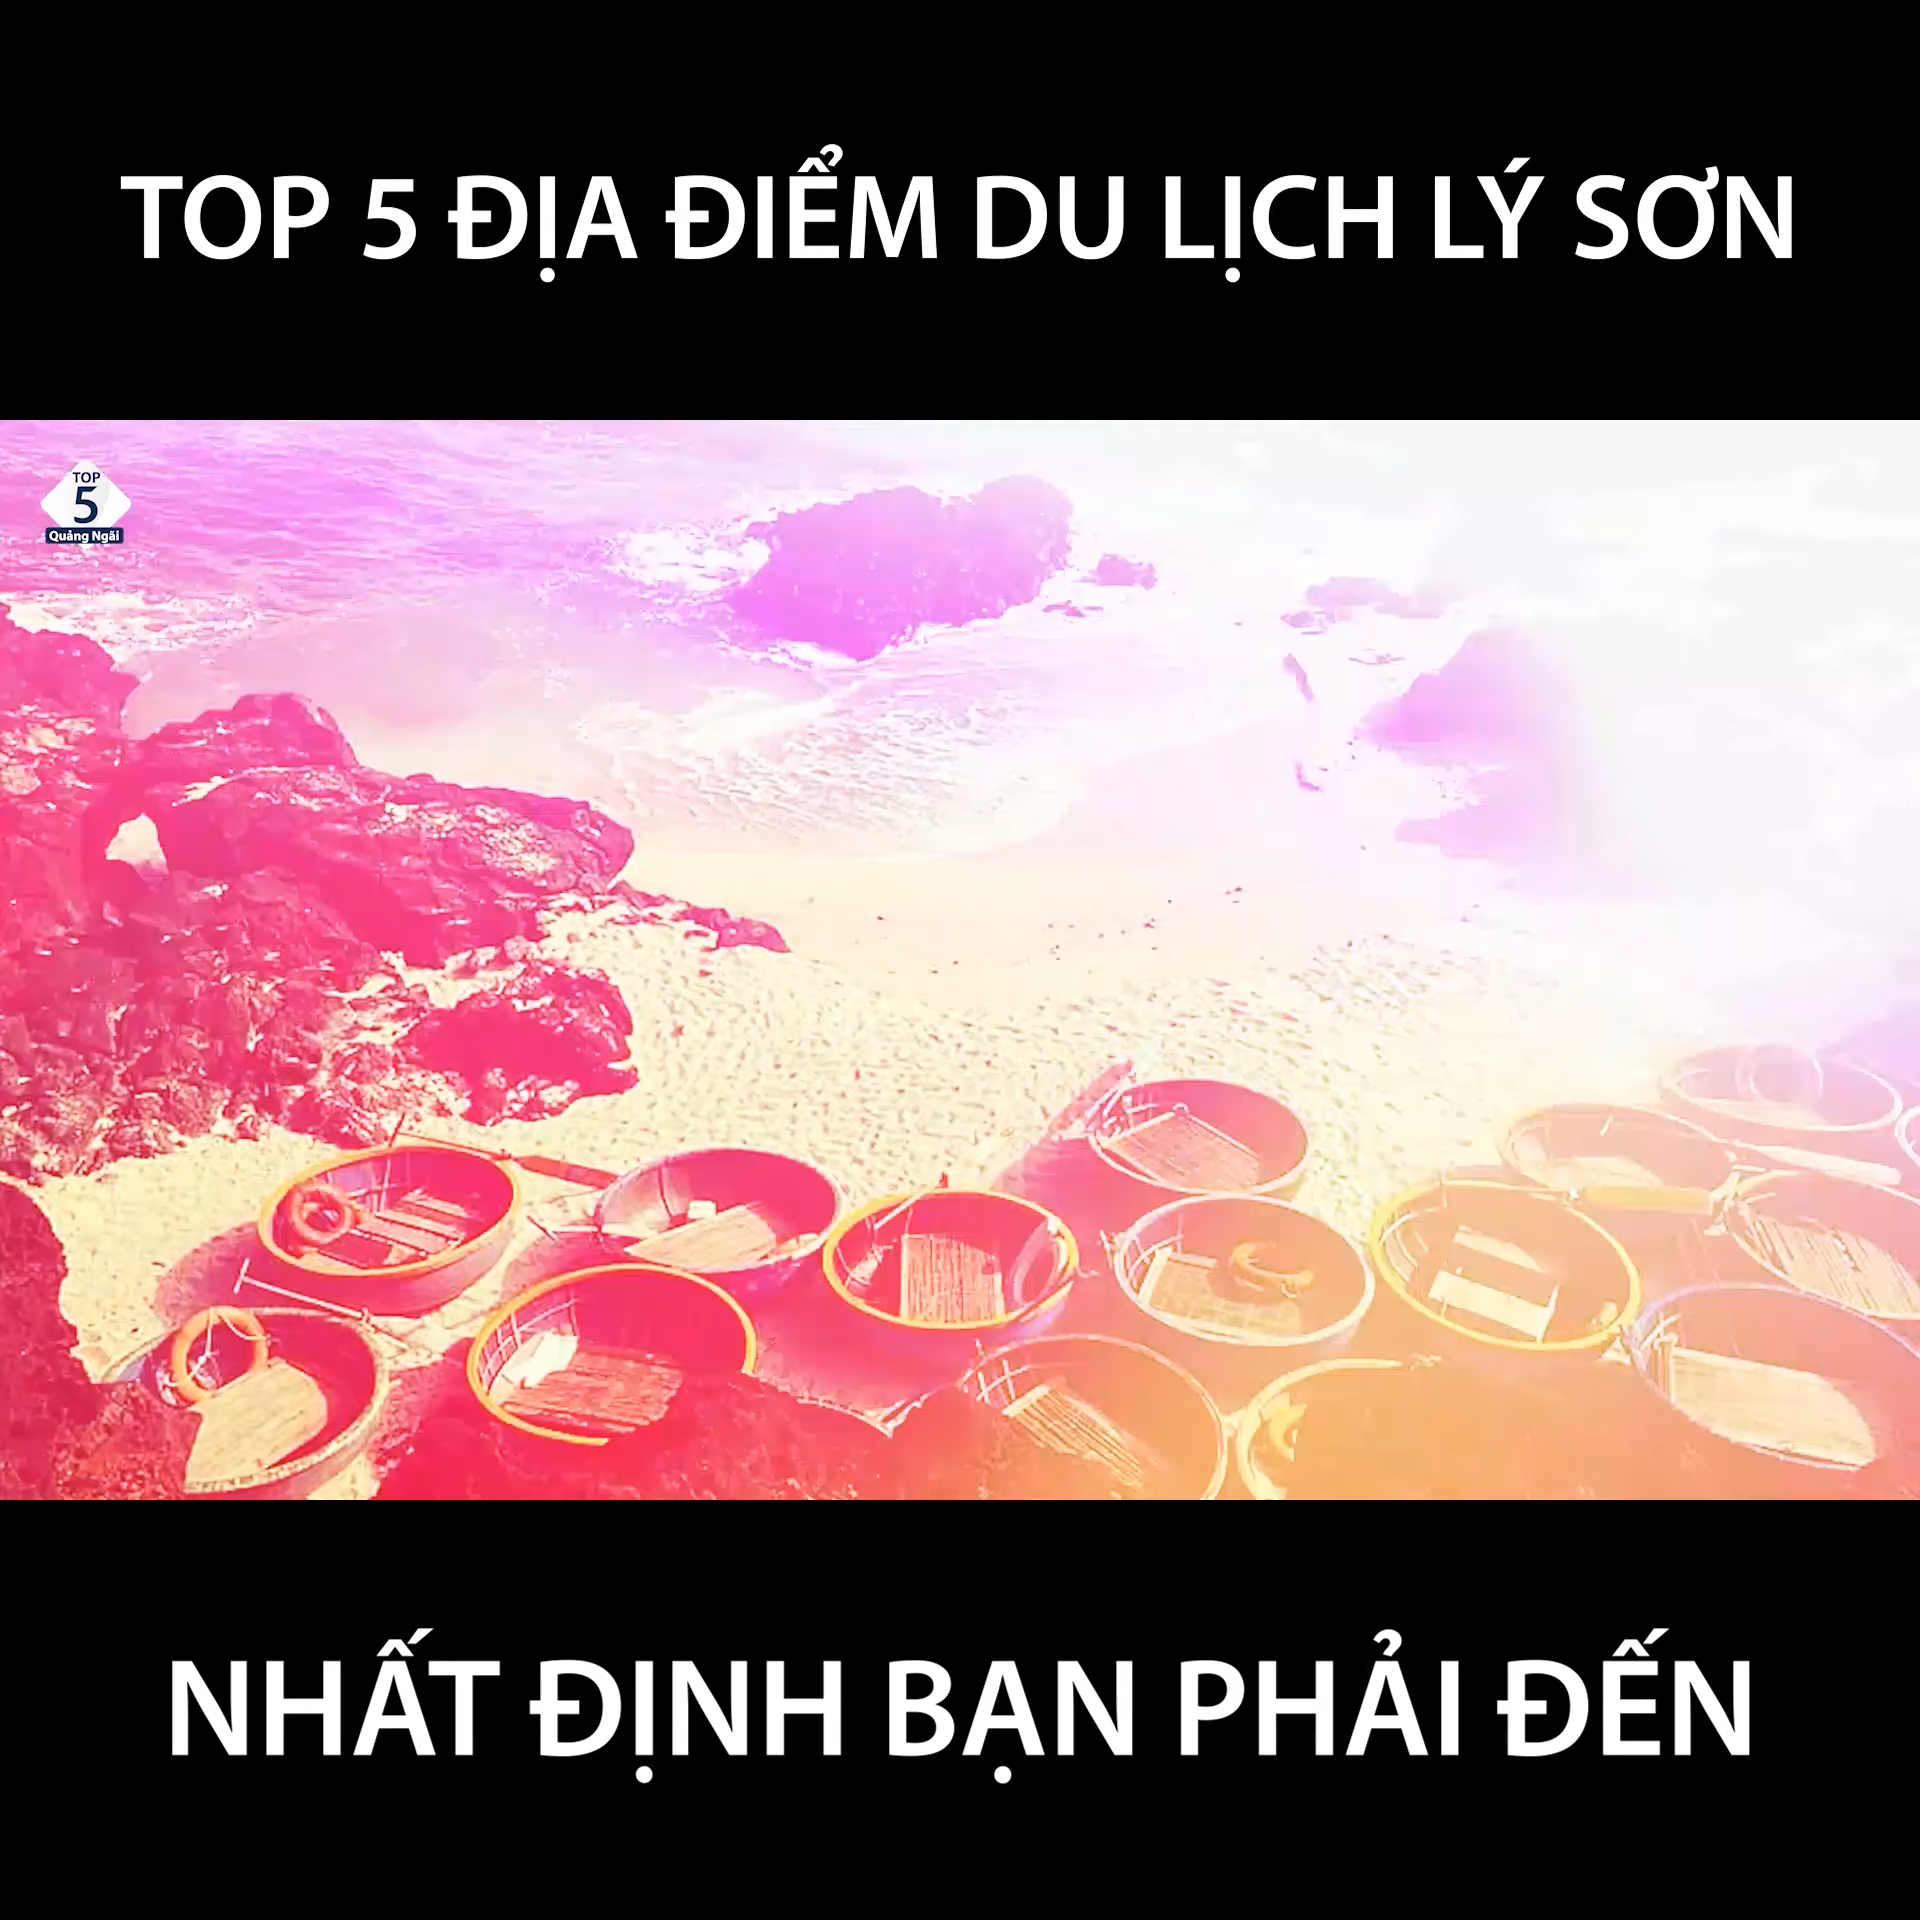 TOP 5 ĐỊA ĐIỂM DU LỊCH LÝ SƠN
TOP
5
Quảng Ngãi
NHẤT ĐỊNH BẠN PHẢI ĐẾN